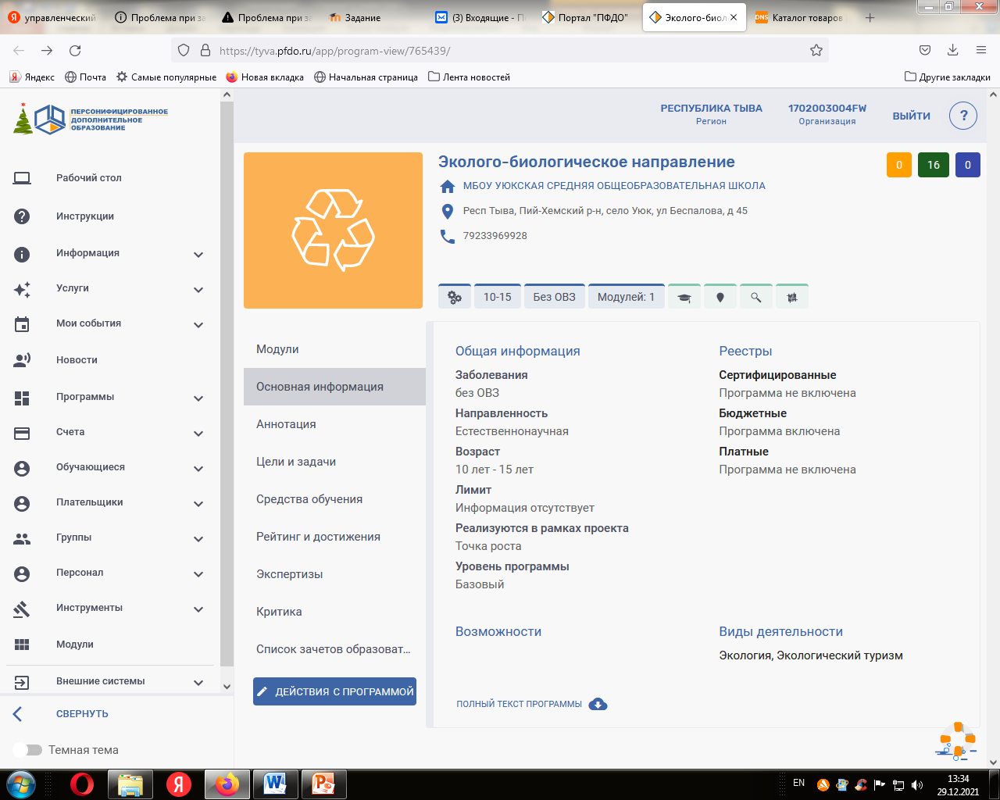 управленческий
Проблема при за
Проблема при за
Задание
(3) Входящие - П
Портал "ПФДО"
Эколого-биол
Каталог товаров
https://tyva.pfdo.ru/app/program-view/765439/
Яндекс
Почта
Самые популярные
Новая вкладка
Начальная страница
Лента новостей
Другие закладки
ПЕРСОНИФИЦИРОВАННОЕ
ДОПОЛНИТЕЛЬНОЕ
ОБРАЗОВАНИЕ
РЕСПУБЛИКА ТЫВА
Регион
1702003004FW
Организация
ВЫЙТИ
?
Рабочий стол
Инструкции
Информация
Услуги
Мои события
Новости
Программы
Счета
Обучающиеся
Плательщики
Группы
Персонал
Инструменты
Модули
Внешние системы
СВЕРНУТЬ
Темная тема
Эколого-биологическое направление
0
16
0
МБОУ УЮКСКАЯ СРЕДНЯЯ ОБЩЕОБРАЗОВАТЕЛЬНАЯ ШКОЛА
Респ Тыва, Пий-Хемский р-н, село Уюк, ул Беспалова, д 45
79233969928
10-15
Без ОВЗ
Модулей: 1
Модули
Основная информация
Аннотация
Цели и задачи
Средства обучения
Рейтинг и достижения
Экспертизы
Критика
Список зачетов образоват...
ДЕЙСТВИЯ С ПРОГРАММОЙ
Общая информация
Заболевания
без ОВЗ
Направленность
Естественнонаучная
Возраст
10 лет - 15 лет
Лимит
Информация отсутствует
Реализуются в рамках проекта
Точка роста
Уровень программы
Базовый
Реестры
Сертифицированные
Программа не включена
Бюджетные
Программа включена
Платные
Программа не включена
Возможности
Виды деятельности
Экология, Экологический туризм
ПОЛНЫЙ ТЕКСТ ПРОГРАММЫ
EN
13:34
29.12.2021